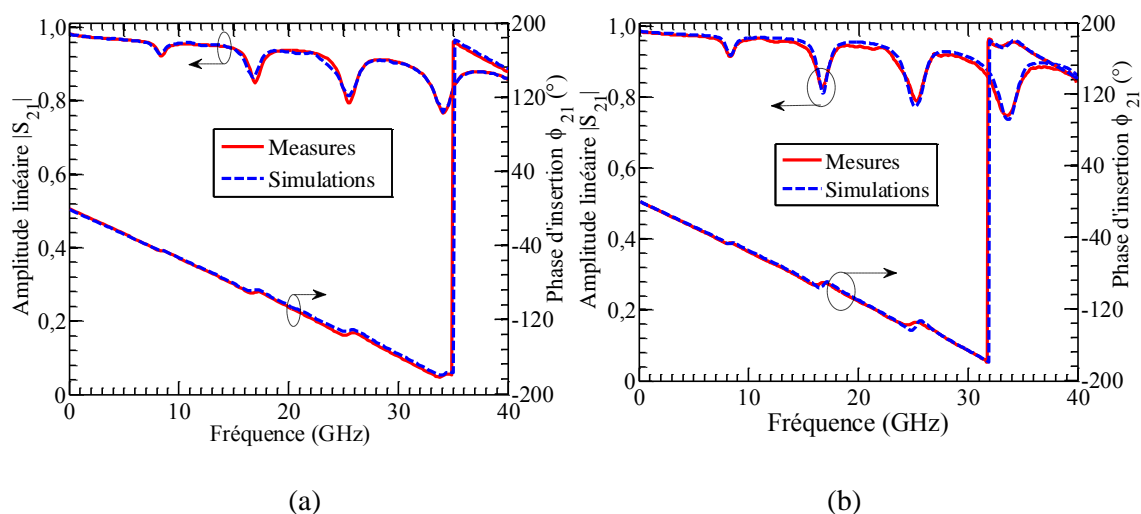 1,0
0,8
0,6
0,4
0,2
0
Amplitude linéaire |S21|
Measures
Simulations
200
120
40
-40
-120
-200
Phase d'insertion ϕ21 (°)
0
10
20
30
40
Fréquence (GHz)
(a)
1,0
0,8
0,6
0,4
0,2
0
Amplitude linéaire |S21|
Mesures
Simulations
200
120
40
-40
-120
-200
Phase d'insertion ϕ21 (°)
0
10
20
30
40
Fréquence (GHz)
(b)